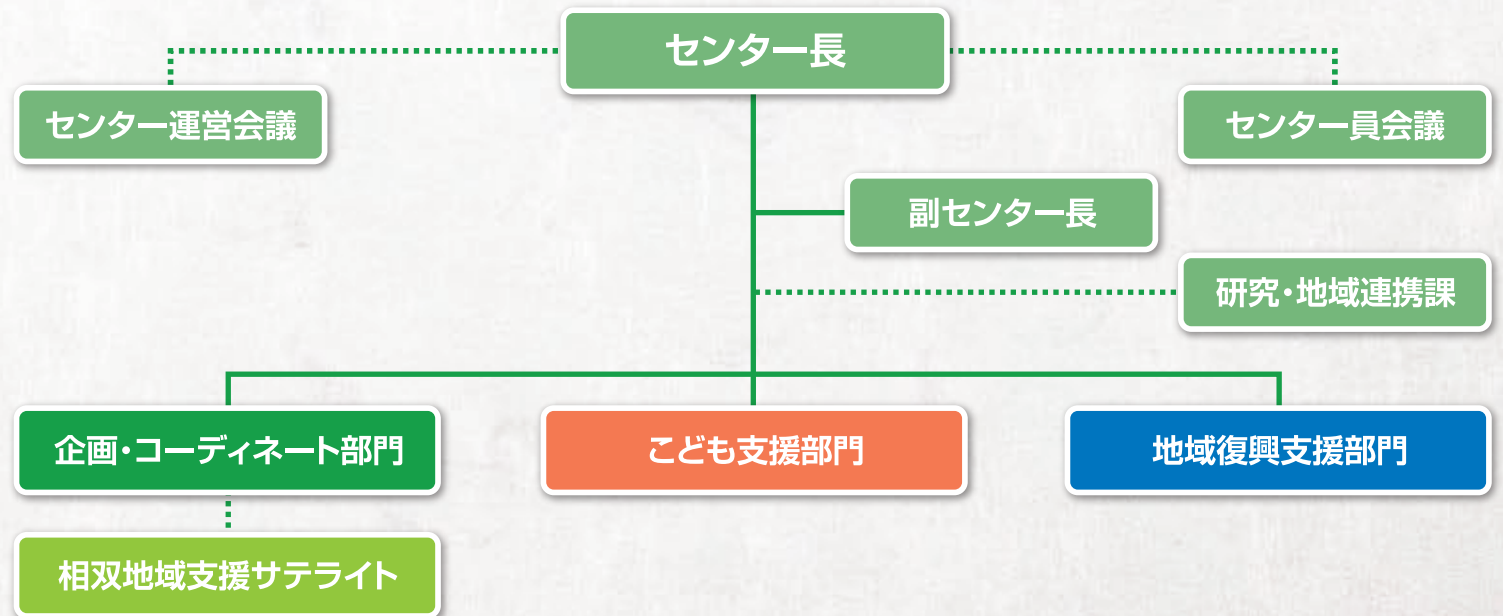 センター長
センター運営会議
センター員会議
副センター長
研究・地域連携課
企画・コーディネート部門
こども支援部門
地域復興支援部門
相双地域支援サテライト